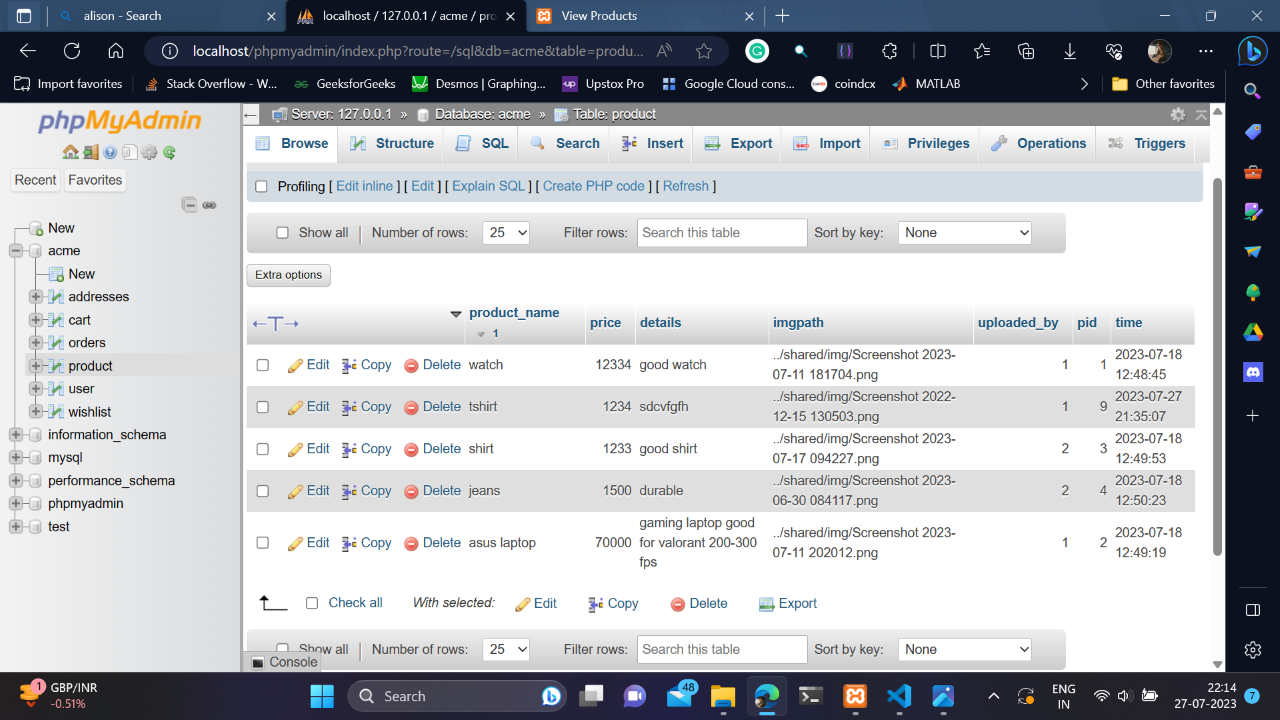 alison - Search
localhost / 127.0.0.1 / acme / pro
View Products
localhost/phpmyadmin/index.php?route=/sql&db=acme&table=produ...
Import favorites
Stack Overflow - W...
GeeksforGeeks
Desmos | Graphing...
up
Upstox Pro
Google Cloud cons...
coindcx
MATLAB
Other favorites
phpMyAdmin
Recent
Favorites
New
acme
New
addresses
cart
orders
product
user
wishlist
information_schema
mysql
performance_schema
phpmyadmin
test
Server: 127.0.0.1 » Database: acme » Table: product
Browse Structure SQL Search Insert Export Import Privileges Operations Triggers
Profiling [ Edit inline ] [ Edit ] [ Explain SQL ] [ Create PHP code ] [ Refresh ]
Show all | Number of rows: 25 Filter rows: Search this table Sort by key: None
Extra options
←T→ product_name 1 price details imgpath uploaded_by pid time
Edit Copy Delete watch 12334 good watch ../shared/img/Screenshot 2023-07-11 181704.png 1 1 2023-07-18 12:48:45
Edit Copy Delete tshirt 1234 sdcvfgfh ../shared/img/Screenshot 2022-12-15 130503.png 1 9 2023-07-27 21:35:07
Edit Copy Delete shirt 1233 good shirt ../shared/img/Screenshot 2023-07-17 094227.png 2 3 2023-07-18 12:49:53
Edit Copy Delete jeans 1500 durable ../shared/img/Screenshot 2023-06-30 084117.png 2 4 2023-07-18 12:50:23
Edit Copy Delete asus laptop 70000 gaming laptop good for valorant 200-300 fps ../shared/img/Screenshot 2023-07-11 202012.png 1 2 2023-07-18 12:49:19
Check all With selected: Edit Copy Delete Export
Show all | Number of rows: 25 Filter rows: Search this table Sort by key: None
Console
1
GBP/INR
-0.51%
Search
48
ENG
IN
22:14
27-07-2023
7